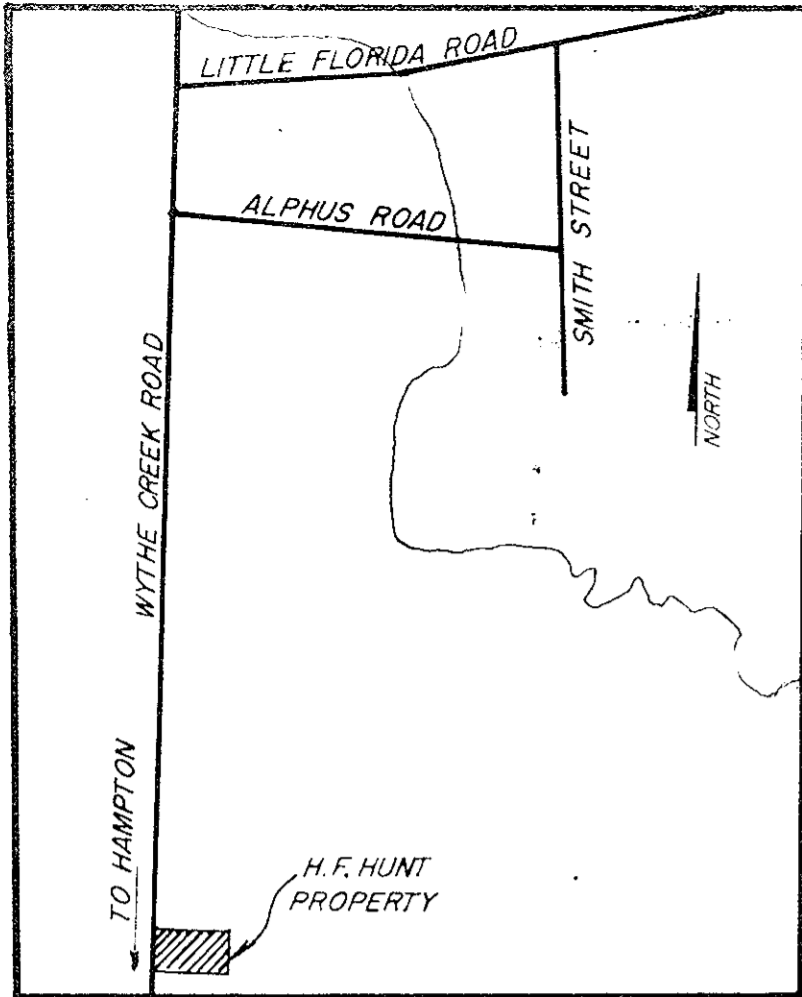 LITTLE FLORIDA ROAD
ALPHUS ROAD
SMITH STREET
WYTHE CREEK ROAD
NORTH
TO HAMPTON
H. F. HUNT
PROPERTY